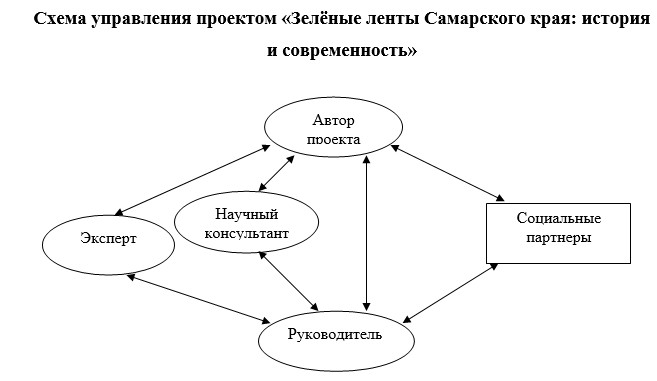 Схема управления проектом «Зелёные ленты Самарского края: история
и современность»
Автор
проекта
Научный
консультант
Эксперт
Социальные
партнеры
Руководитель